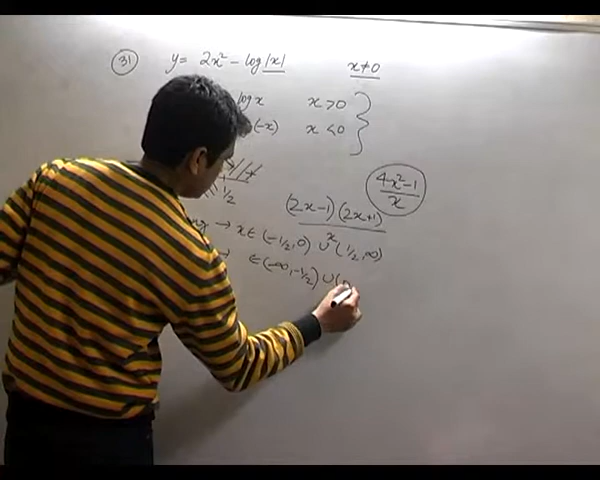 31 y = 2x² - log|x| x≠0
log x x > 0
(-x) x < 0
4x²-1 / x
1/2 (2x-1)(2x+1) / x
→ x ∈ (-1/2, 0) ∪ (1/2, ∞)
∈ (-∞, -1/2) ∪ (